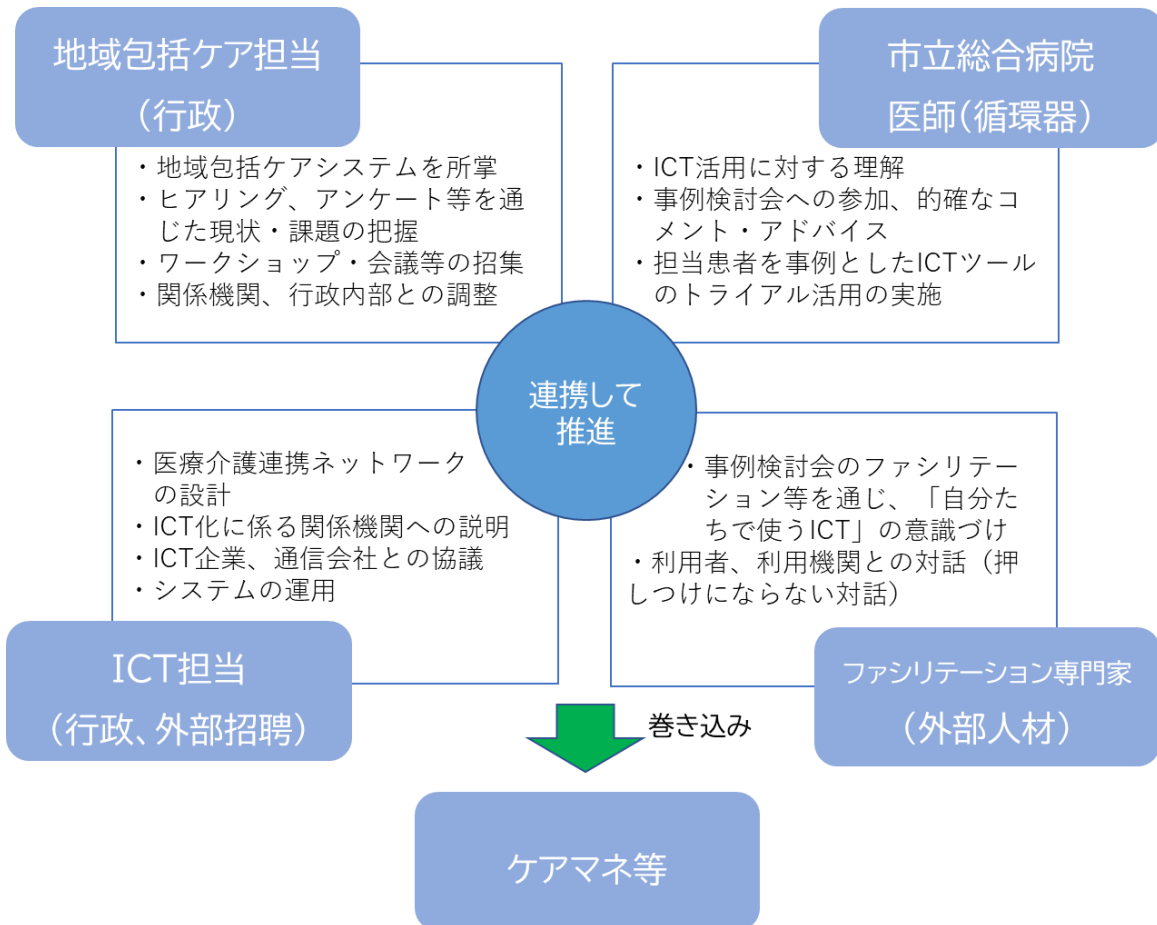 地域包括ケア担当
（行政）
・地域包括ケアシステムを所掌
・ヒアリング、アンケート等を通
じた現状・課題の把握
・ワークショップ・会議等の招集
・関係機関、行政内部との調整
市立総合病院
医師（循環器）
・ICT活用に対する理解
・事例検討会への参加、的確なコ
メント・アドバイス
・担当患者を事例としたICTツール
のトライアル活用の実施
連携して
推進
・医療介護連携ネットワーク
の設計
・ICT化に係る関係機関への説明
・ICT企業、通信会社との協議
・システムの運用
ICT担当
（行政、外部招聘）
・事例検討会のファシリテー
ション等を通じ、「自分た
ちで使うICT」の意識づけ
・利用者、利用機関との対話（押
しつけにならない対話）
ファシリテーション専門家
（外部人材）
巻き込み
ケアマネ等